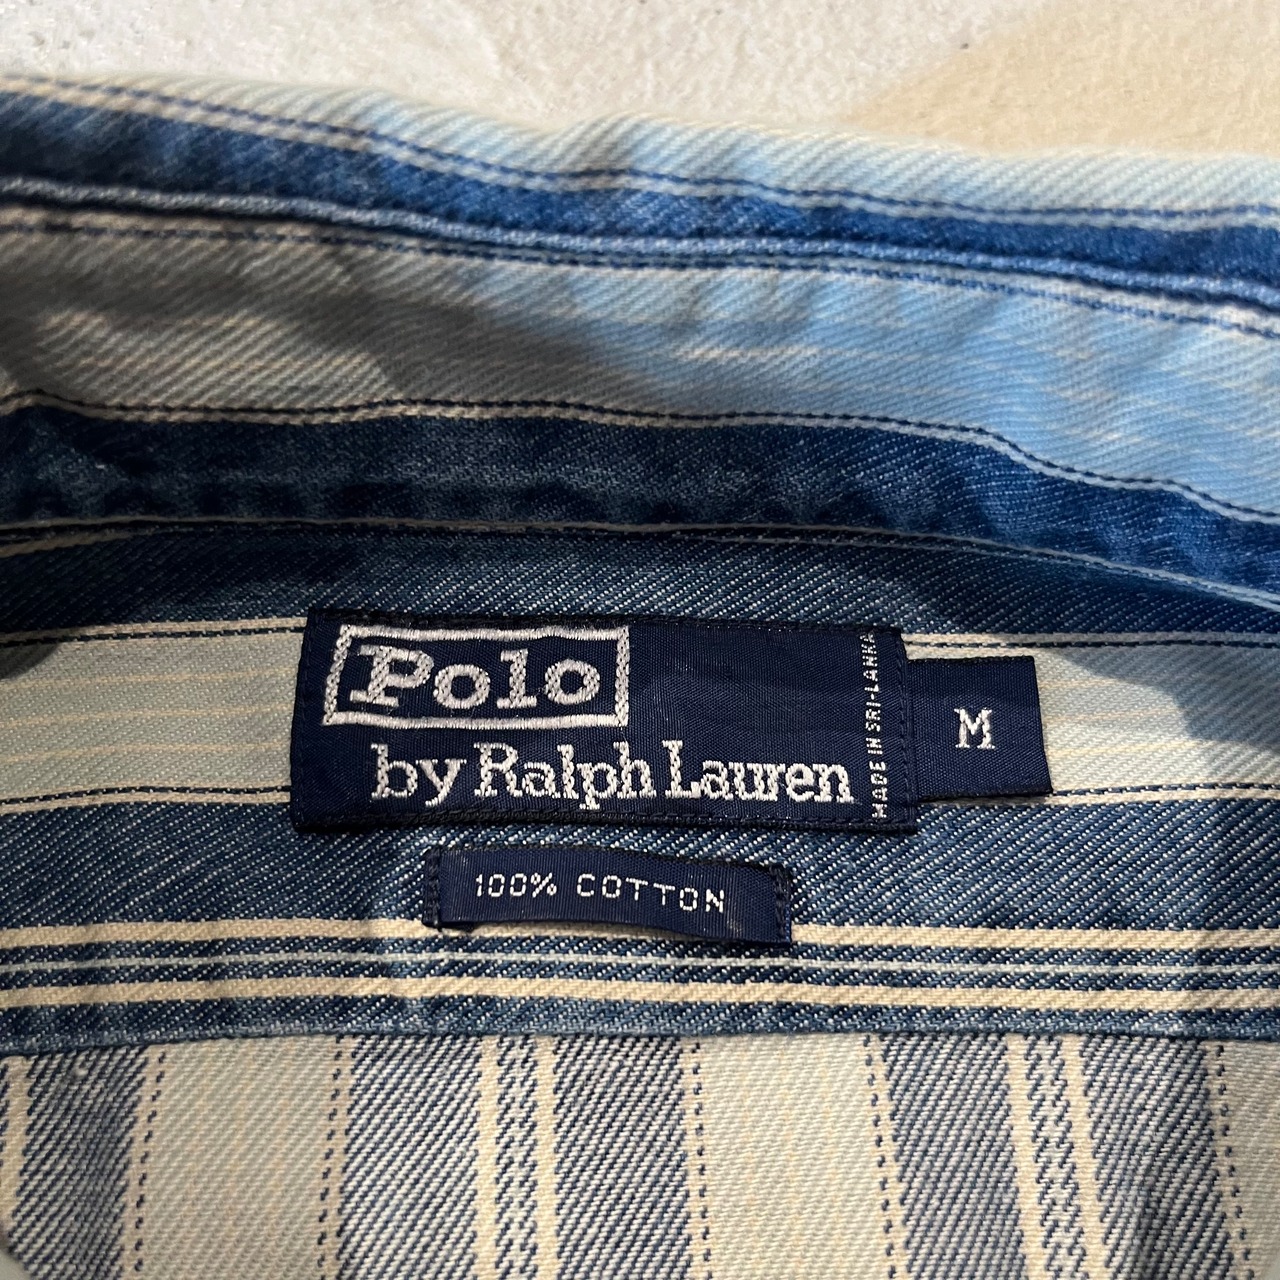 Polo
by Ralph Lauren
MADE IN SRI-LANKA
M
100% COTTON